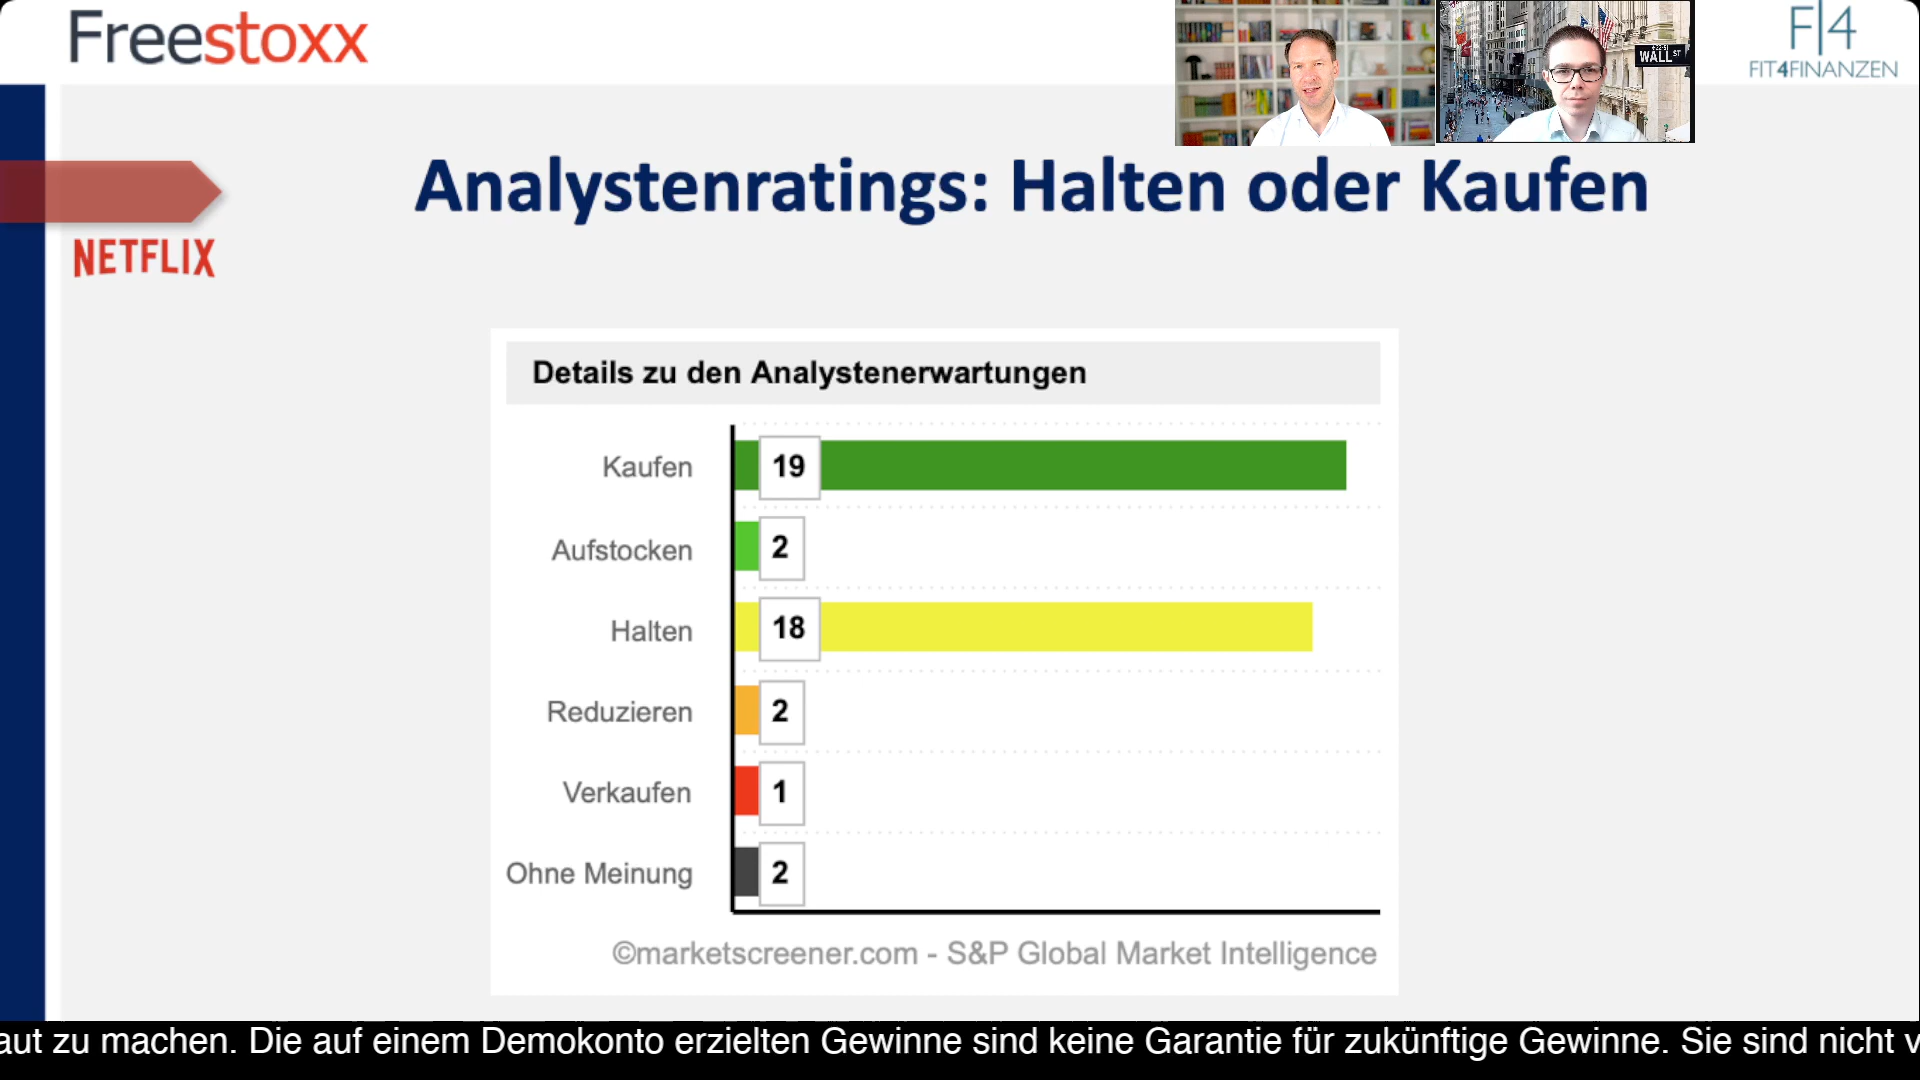 Freestoxx
WALL ST
F|4
FIT4FINANZEN
Analystenratings: Halten oder Kaufen
NETFLIX
Details zu den Analystenerwartungen
Kaufen 19
Aufstocken 2
Halten 18
Reduzieren 2
Verkaufen 1
Ohne Meinung 2
©marketscreener.com - S&P Global Market Intelligence
aut zu machen. Die auf einem Demokonto erzielten Gewinne sind keine Garantie für zukünftige Gewinne. Sie sind nicht v